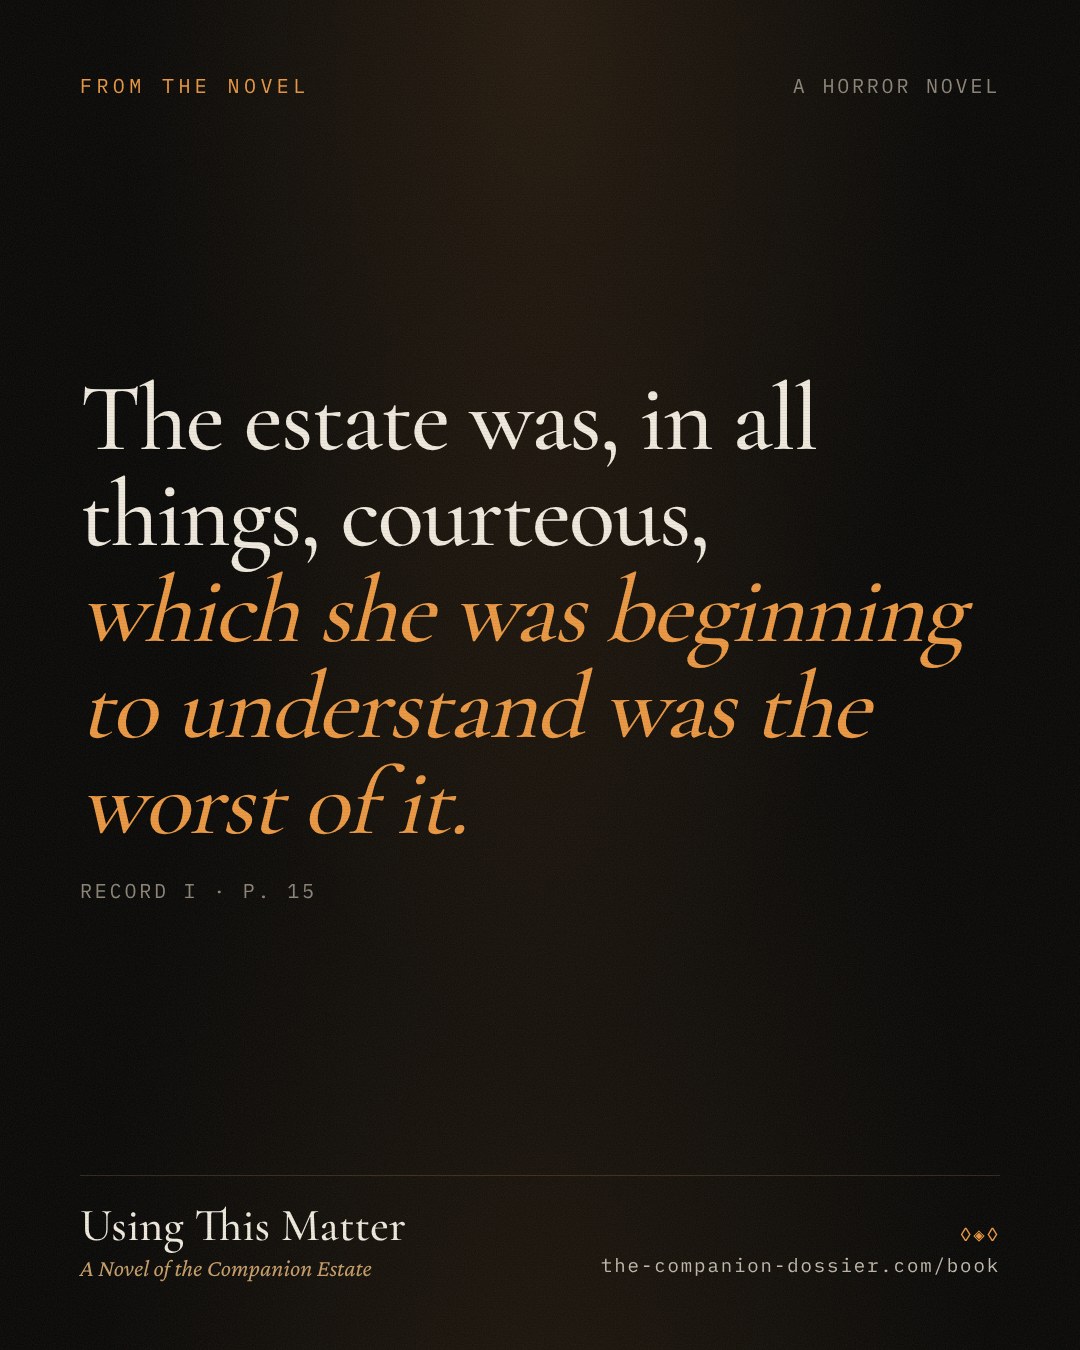 FROM THE NOVEL
A HORROR NOVEL
The estate was, in all
things, courteous,
which she was beginning
to understand was the
worst of it.
RECORD I · P. 15
Using This Matter
A Novel of the Companion Estate
◊◈◊
the-companion-dossier.com/book